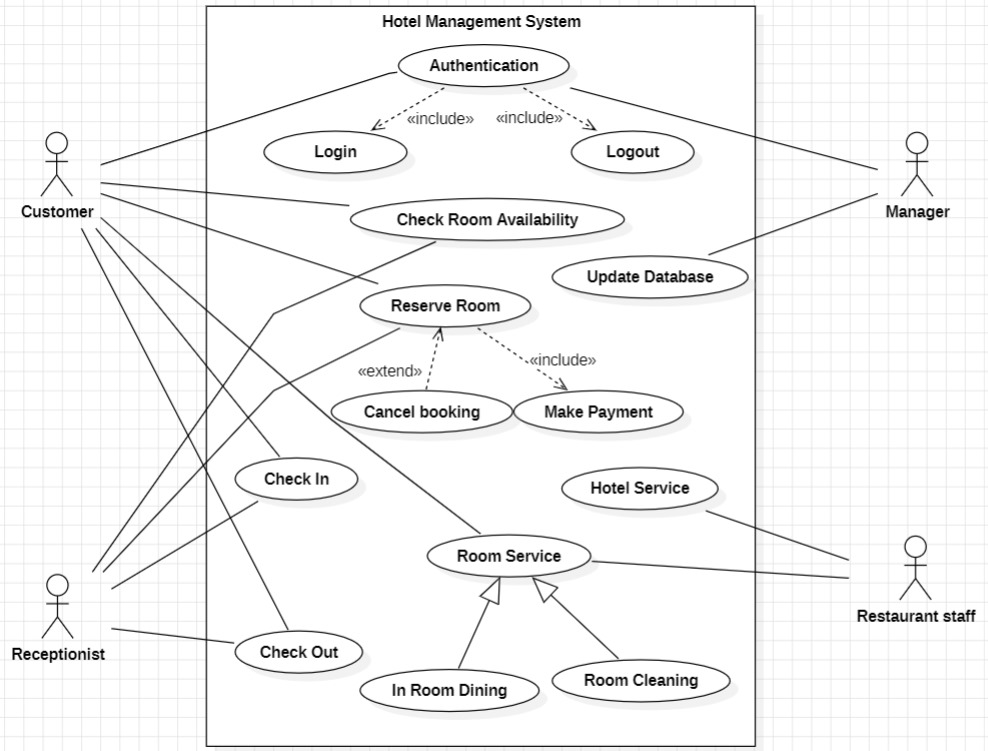 Hotel Management System
Authentication
«include» «include»
Login
Logout
Customer
Manager
Check Room Availability
Update Database
Reserve Room
«include»
«extend»
Cancel booking
Make Payment
Check In
Hotel Service
Room Service
Restaurant staff
Receptionist
Check Out
In Room Dining
Room Cleaning